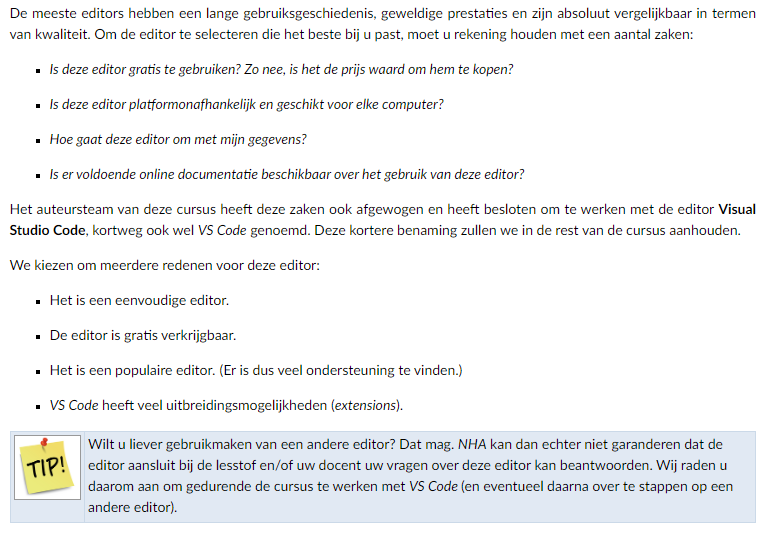 De meeste editors hebben een lange gebruiksgeschiedenis, geweldige prestaties en zijn absoluut vergelijkbaar in termen
van kwaliteit. Om de editor te selecteren die het beste bij u past, moet u rekening houden met een aantal zaken:
▪ Is deze editor gratis te gebruiken? Zo nee, is het de prijs waard om hem te kopen?
▪ Is deze editor platformonafhankelijk en geschikt voor elke computer?
▪ Hoe gaat deze editor om met mijn gegevens?
▪ Is er voldoende online documentatie beschikbaar over het gebruik van deze editor?
Het auteursteam van deze cursus heeft deze zaken ook afgewogen en heeft besloten om te werken met de editor Visual
Studio Code, kortweg ook wel VS Code genoemd. Deze kortere benaming zullen we in de rest van de cursus aanhouden.
We kiezen om meerdere redenen voor deze editor:
▪ Het is een eenvoudige editor.
▪ De editor is gratis verkrijgbaar.
▪ Het is een populaire editor. (Er is dus veel ondersteuning te vinden.)
▪ VS Code heeft veel uitbreidingsmogelijkheden (extensions).
TIP!
Wilt u liever gebruikmaken van een andere editor? Dat mag. NHA kan dan echter niet garanderen dat de
editor aansluit bij de lesstof en/of uw docent uw vragen over deze editor kan beantwoorden. Wij raden u
daarom aan om gedurende de cursus te werken met VS Code (en eventueel daarna over te stappen op een
andere editor).